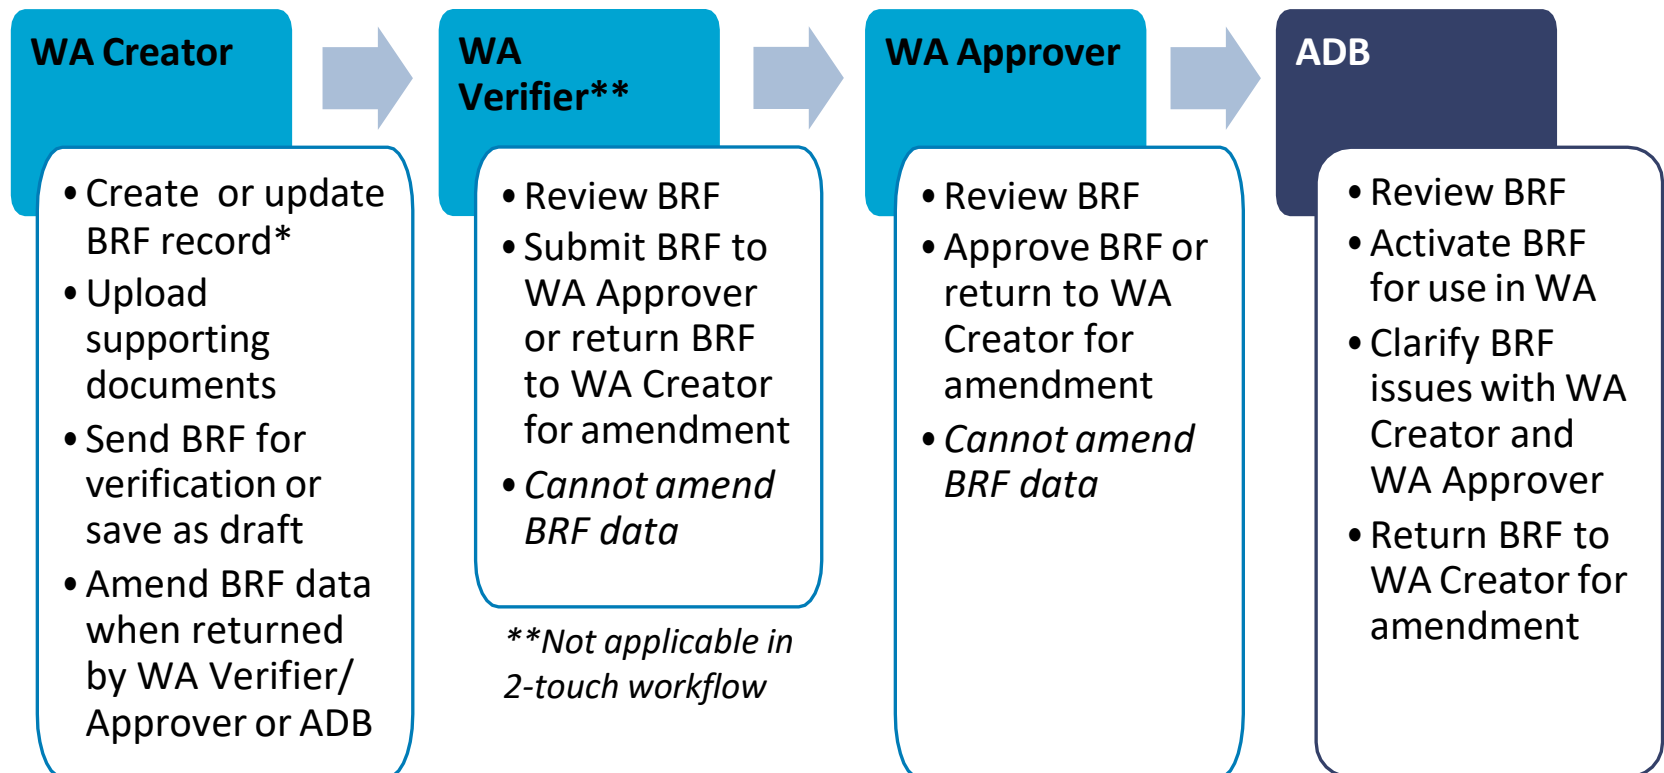 WA Creator
• Create or update
BRF record*
• Upload
supporting
documents
• Send BRF for
verification or
save as draft
• Amend BRF data
when returned
by WA Verifier/
Approver or ADB
WA
Verifier**
• Review BRF
• Submit BRF to
WA Approver
or return BRF
to WA Creator
for amendment
• Cannot amend
BRF data
**Not applicable in
2-touch workflow
WA Approver
• Review BRF
• Approve BRF or
return to WA
Creator for
amendment
• Cannot amend
BRF data
ADB
• Review BRF
• Activate BRF
for use in WA
• Clarify BRF
issues with WA
Creator and
WA Approver
• Return BRF to
WA Creator for
amendment